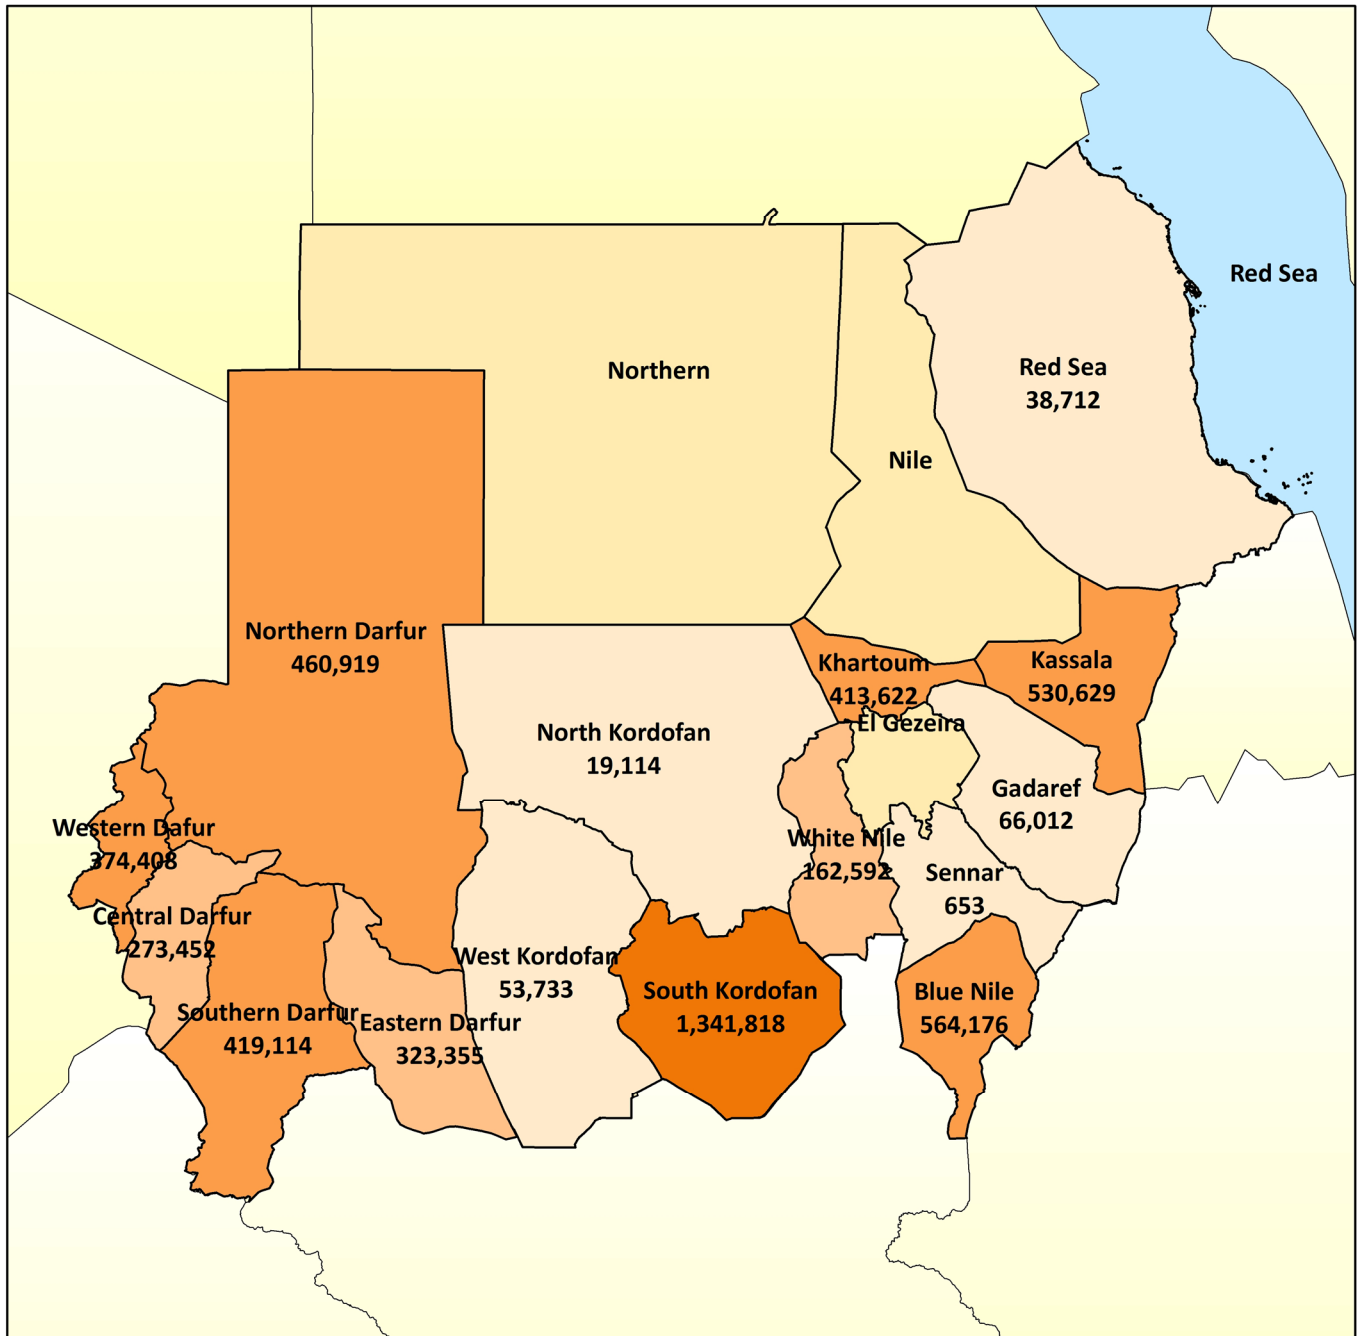 Red Sea
Red Sea
38,712
Northern
Nile
Northern Darfur
460,919
Khartoum
413,622
Kassala
530,629
El Gezeira
North Kordofan
19,114
Gadaref
66,012
Western Dafur
374,408
White Nile
162,592
Sennar
653
Central Darfur
273,452
West Kordofan
53,733
South Kordofan
1,341,818
Blue Nile
564,176
Southern Darfur
419,114
Eastern Darfur
323,355